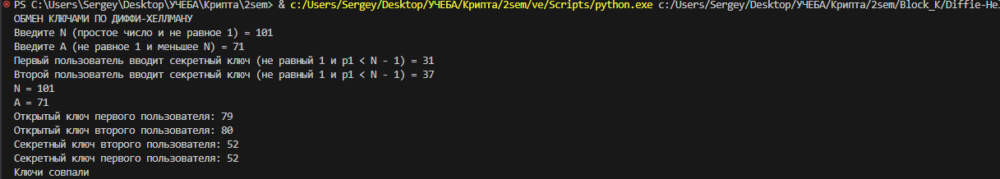 PS C:\Users\Sergey\Desktop\УЧЕБА\Крипта\2sem> & c:/Users/Sergey/Desktop/УЧЕБА/Крипта/2sem/ve/Scripts/python.exe c:/Users/Sergey/Desktop/УЧЕБА/Крипта/2sem/Block_K/Diffie-Hel
ОБМЕН КЛЮЧАМИ ПО ДИФФИ-ХЕЛЛМАНУ
Введите N (простое число и не равное 1) = 101
Введите A (не равное 1 и меньшее N) = 71
Первый пользователь вводит секретный ключ (не равный 1 и p1 < N - 1) = 31
Второй пользователь вводит секретный ключ (не равный 1 и p1 < N - 1) = 37
N = 101
A = 71
Открытый ключ первого пользователя: 79
Открытый ключ второго пользователя: 80
Секретный ключ второго пользователя: 52
Секретный ключ первого пользователя: 52
Ключи совпали